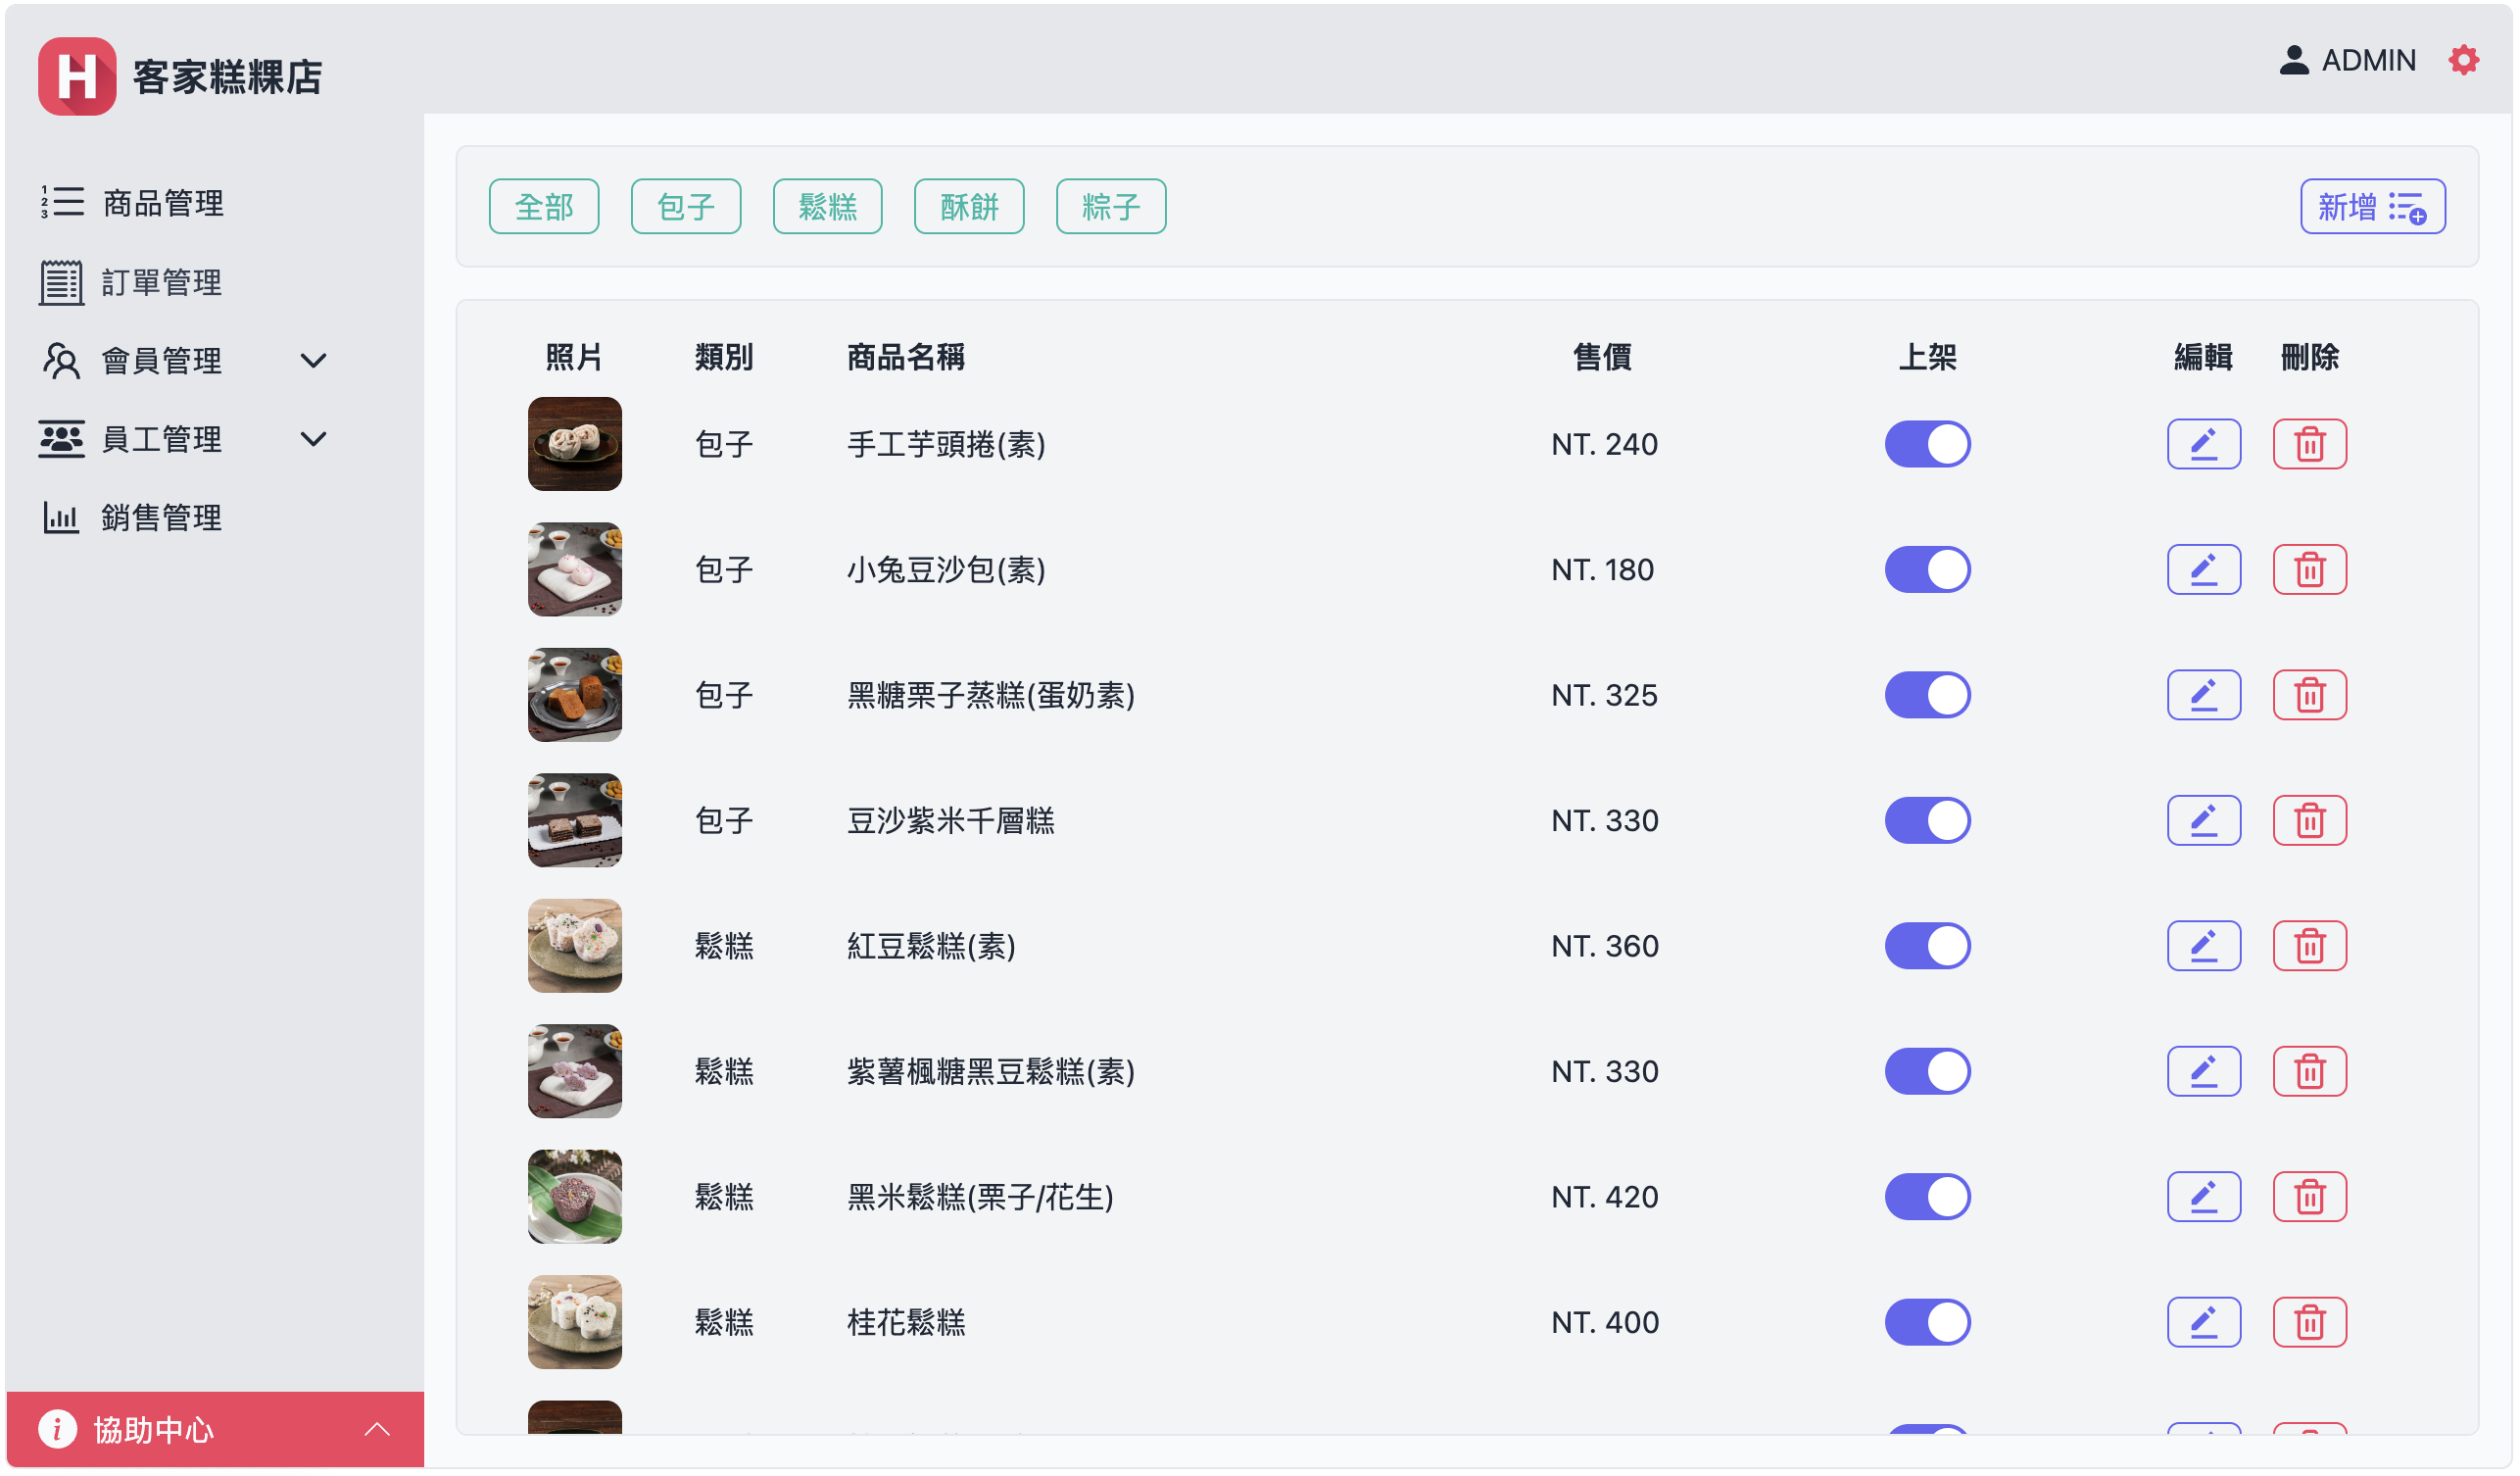 H 客家糕粿店
ADMIN
商品管理
訂單管理
會員管理
員工管理
銷售管理
協助中心
全部 包子 鬆糕 酥餅 粽子 新增
照片 類別 商品名稱 售價 上架 編輯 刪除
包子 手工芋頭捲(素) NT. 240
包子 小兔豆沙包(素) NT. 180
包子 黑糖栗子蒸糕(蛋奶素) NT. 325
包子 豆沙紫米千層糕 NT. 330
鬆糕 紅豆鬆糕(素) NT. 360
鬆糕 紫薯楓糖黑豆鬆糕(素) NT. 330
鬆糕 黑米鬆糕(栗子/花生) NT. 420
鬆糕 桂花鬆糕 NT. 400